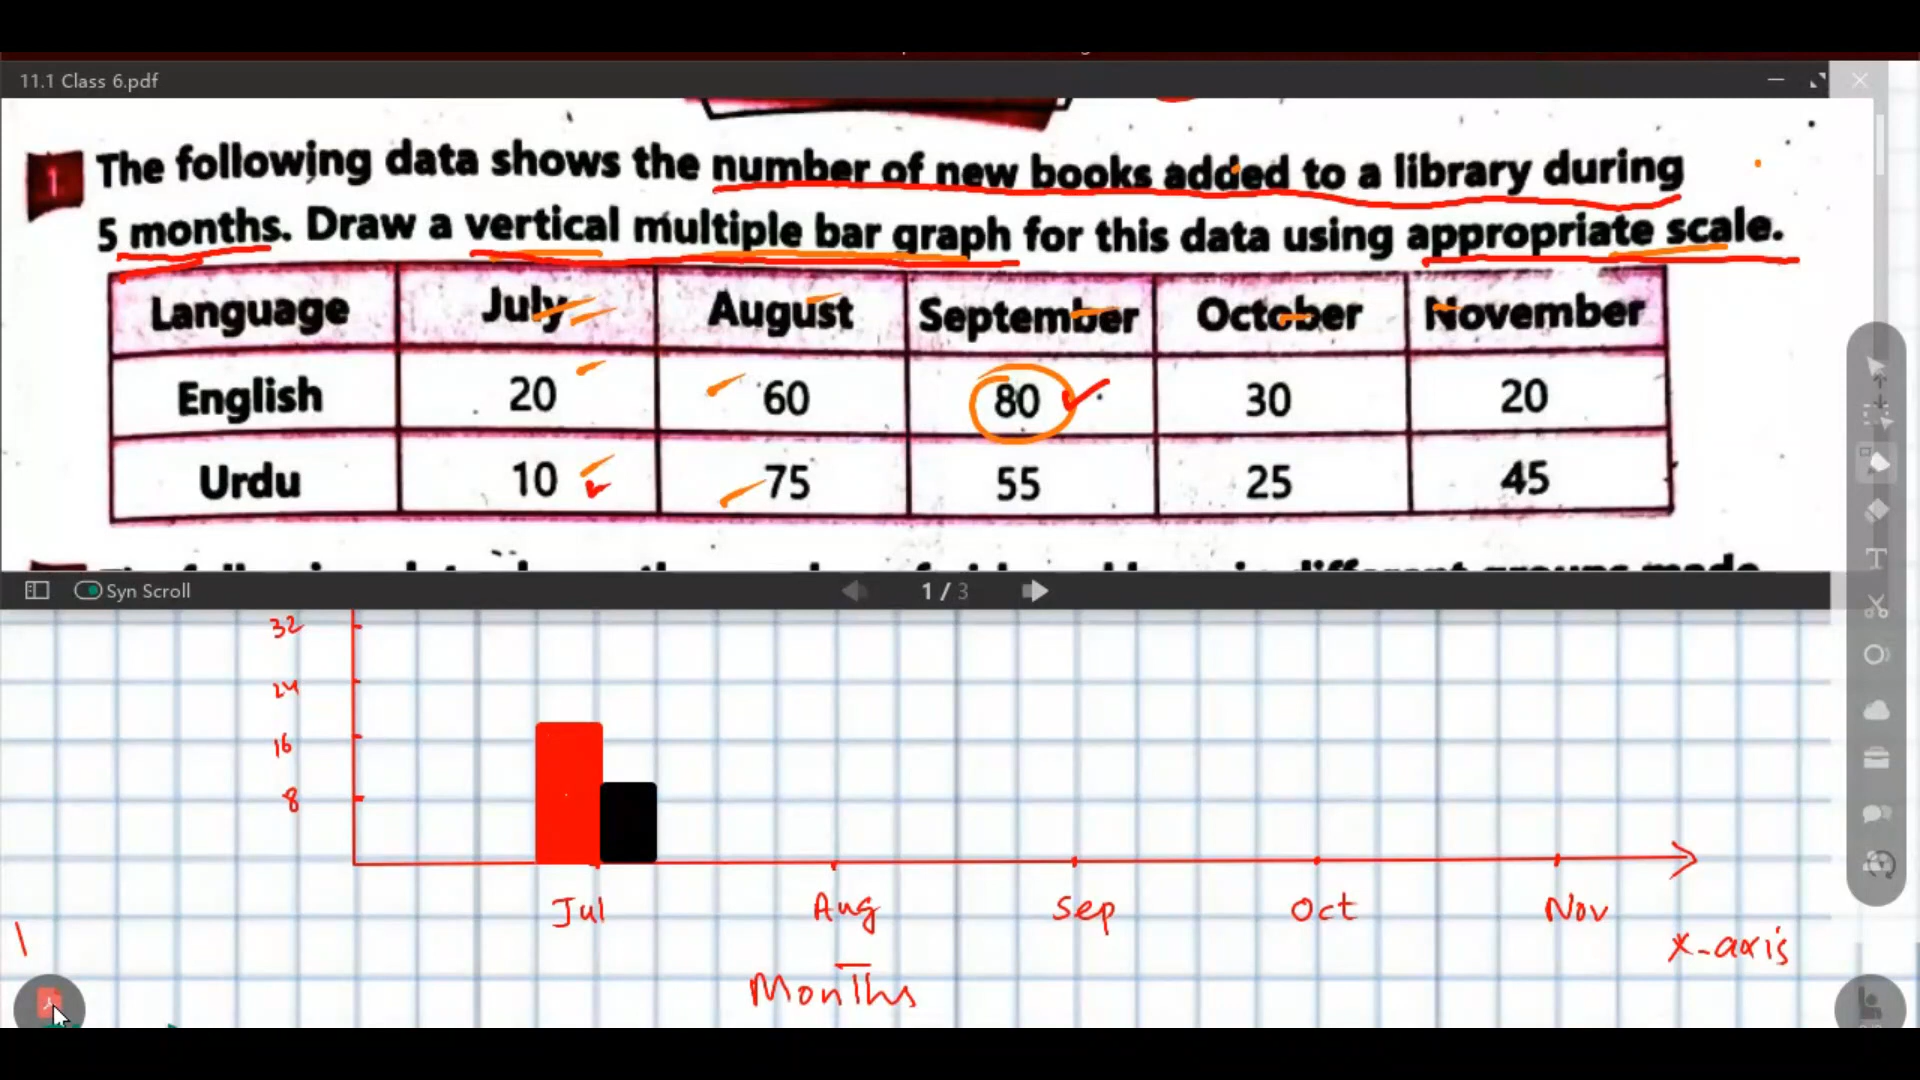 11.1 Class 6.pdf
1 The following data shows the number of new books added to a library during
5 months. Draw a vertical multiple bar graph for this data using appropriate scale.
Language July August September October November
English 20 60 80 30 20
Urdu 10 75 55 25 45
Syn Scroll 1 / 3
32
24
16
8
Jul Aug Sep Oct Nov
x-axis
Months